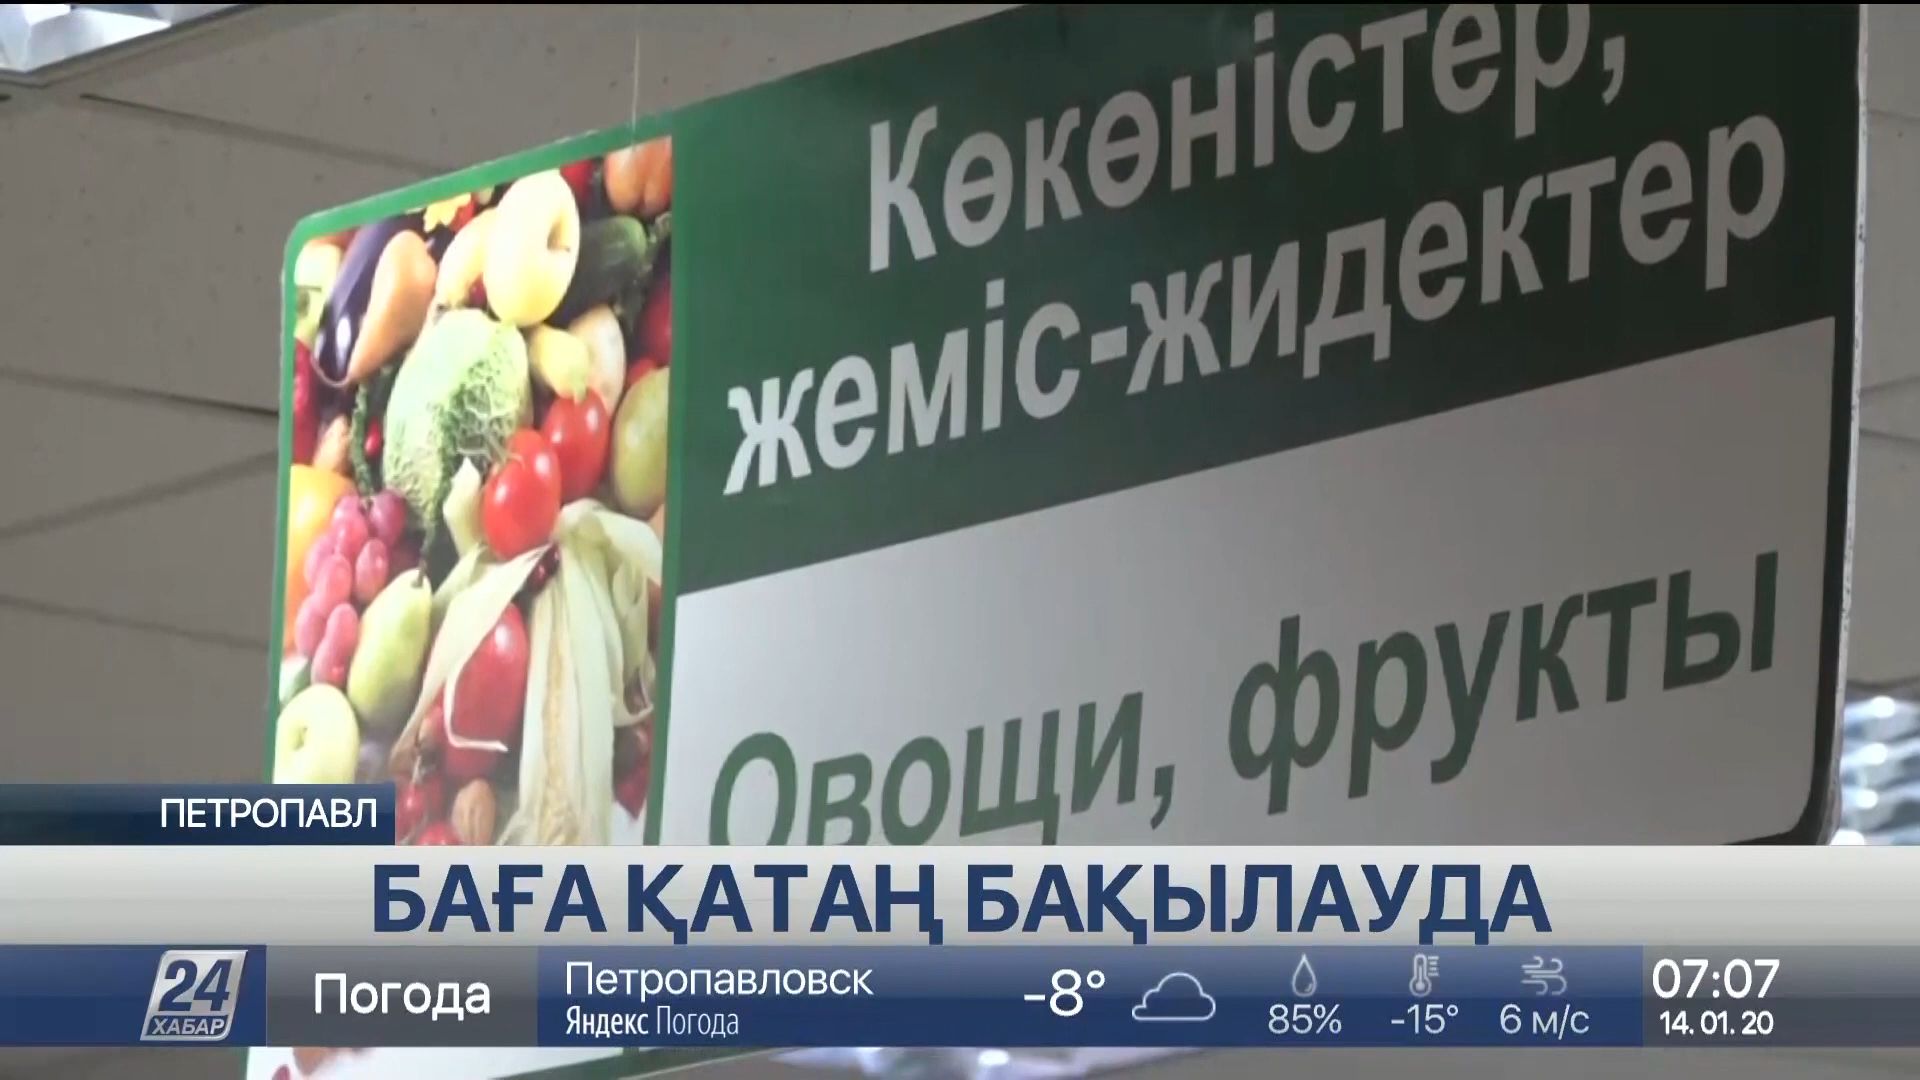 Көкөністер,
жеміс-жидектер
Овощи, фрукты
ПЕТРОПАВЛ
БАҒА ҚАТАҢ БАҚЫЛАУДА
24
ХАБАР
Погода
Петропавловск
Яндекс Погода
-8°
85%
-15°
6 м/с
07:07
14.01.20